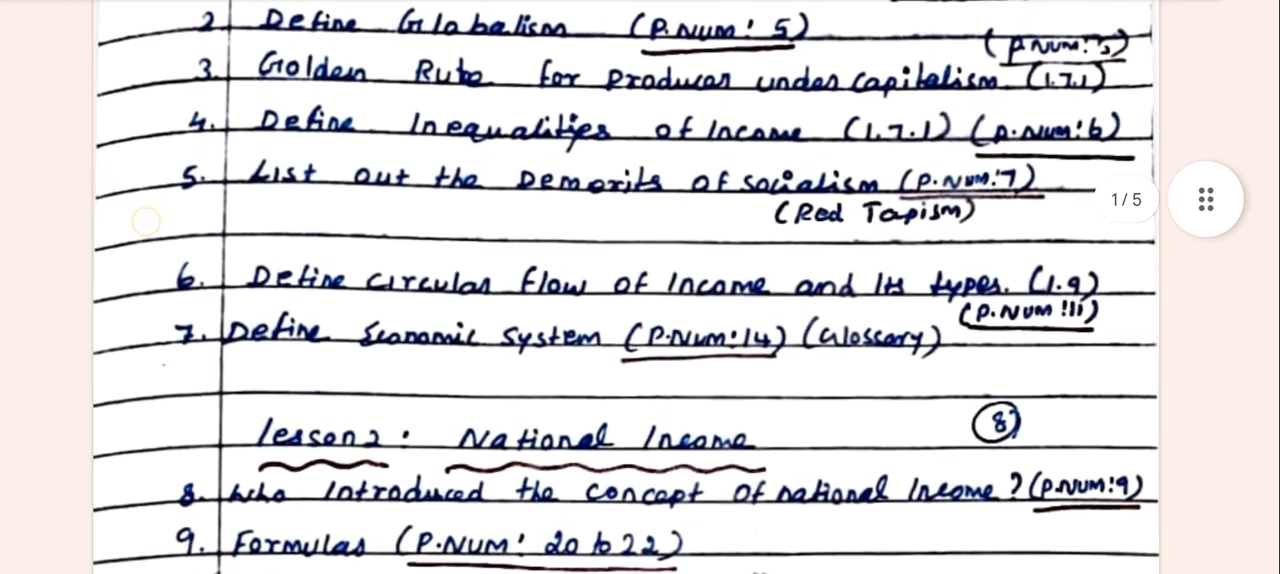 2 Define Globalism (P.Num: 5)
(P.Num: 5)
3. Golden Rule for Producer under capitalism. (1.7.1)
4. Define Inequalities of Income (1.7.1) (P.Num: 6)
5. List out the Demerits of socialism (P.Num: 7)
(Red Tapism)
1 / 5
6. Define circular flow of Income and Its types. (1.9)
(P.Num: 11)
7. Define Economic System (P.Num: 14) (Glossary)
lesson 2 : National Income
8
8. Who Introduced the concept of national Income? (P.Num: 9)
9. Formulas (P.Num: 20 to 22)